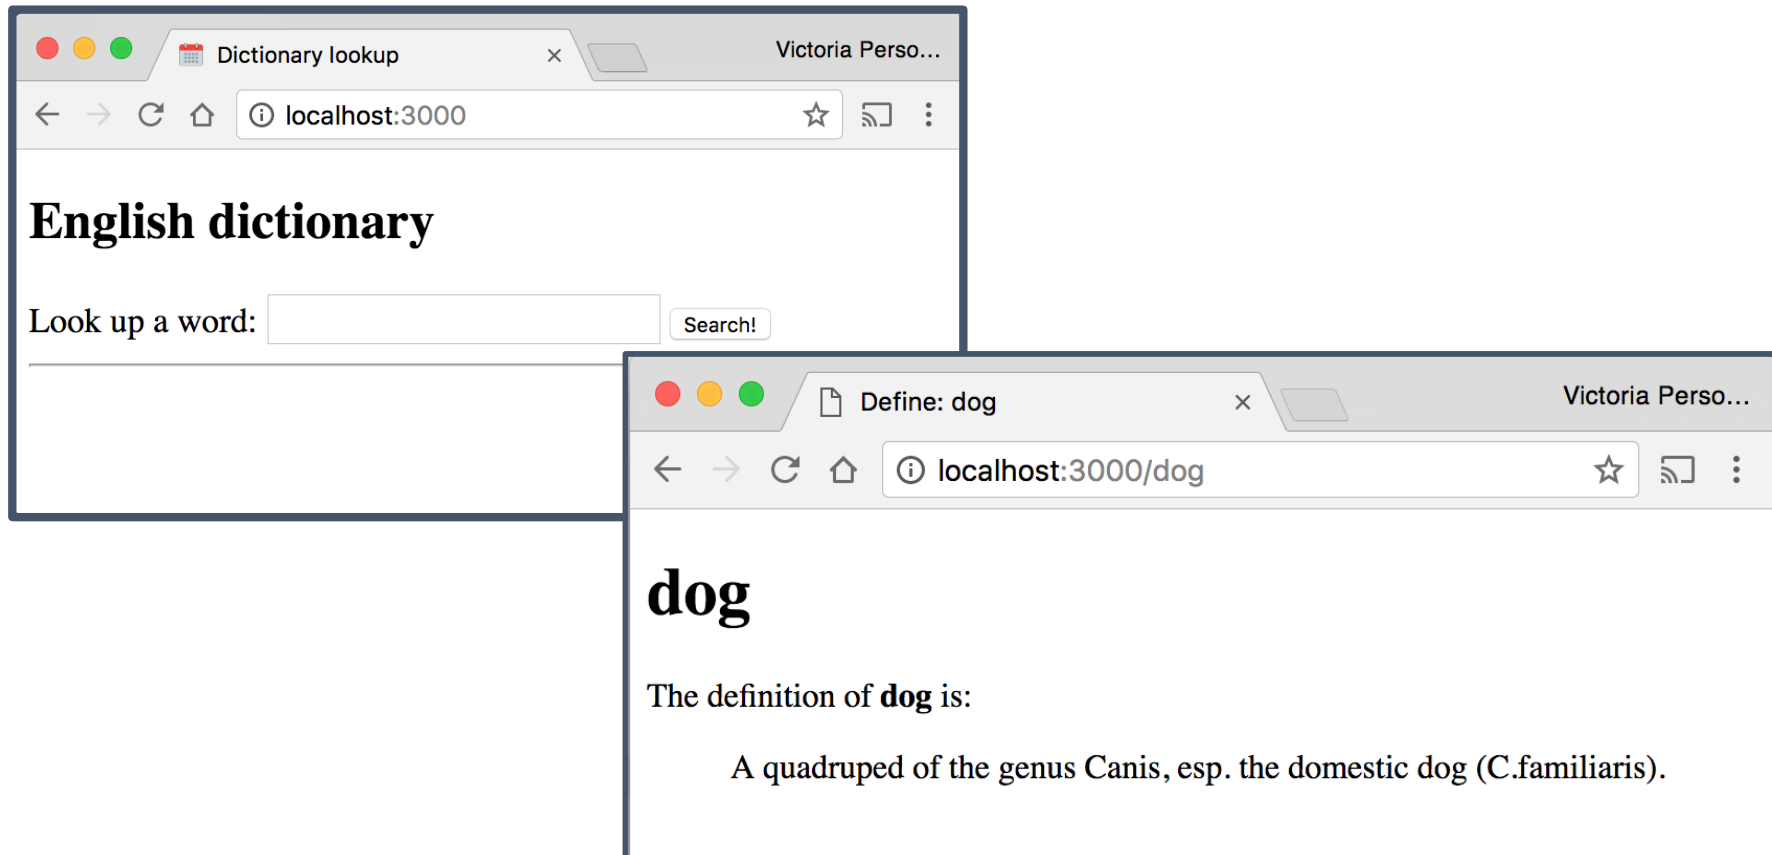 Dictionary lookup
Victoria Perso...
localhost:3000
English dictionary
Look up a word:
Search!
Define: dog
Victoria Perso...
localhost:3000/dog
dog
The definition of dog is:
A quadruped of the genus Canis, esp. the domestic dog (C.familiaris).